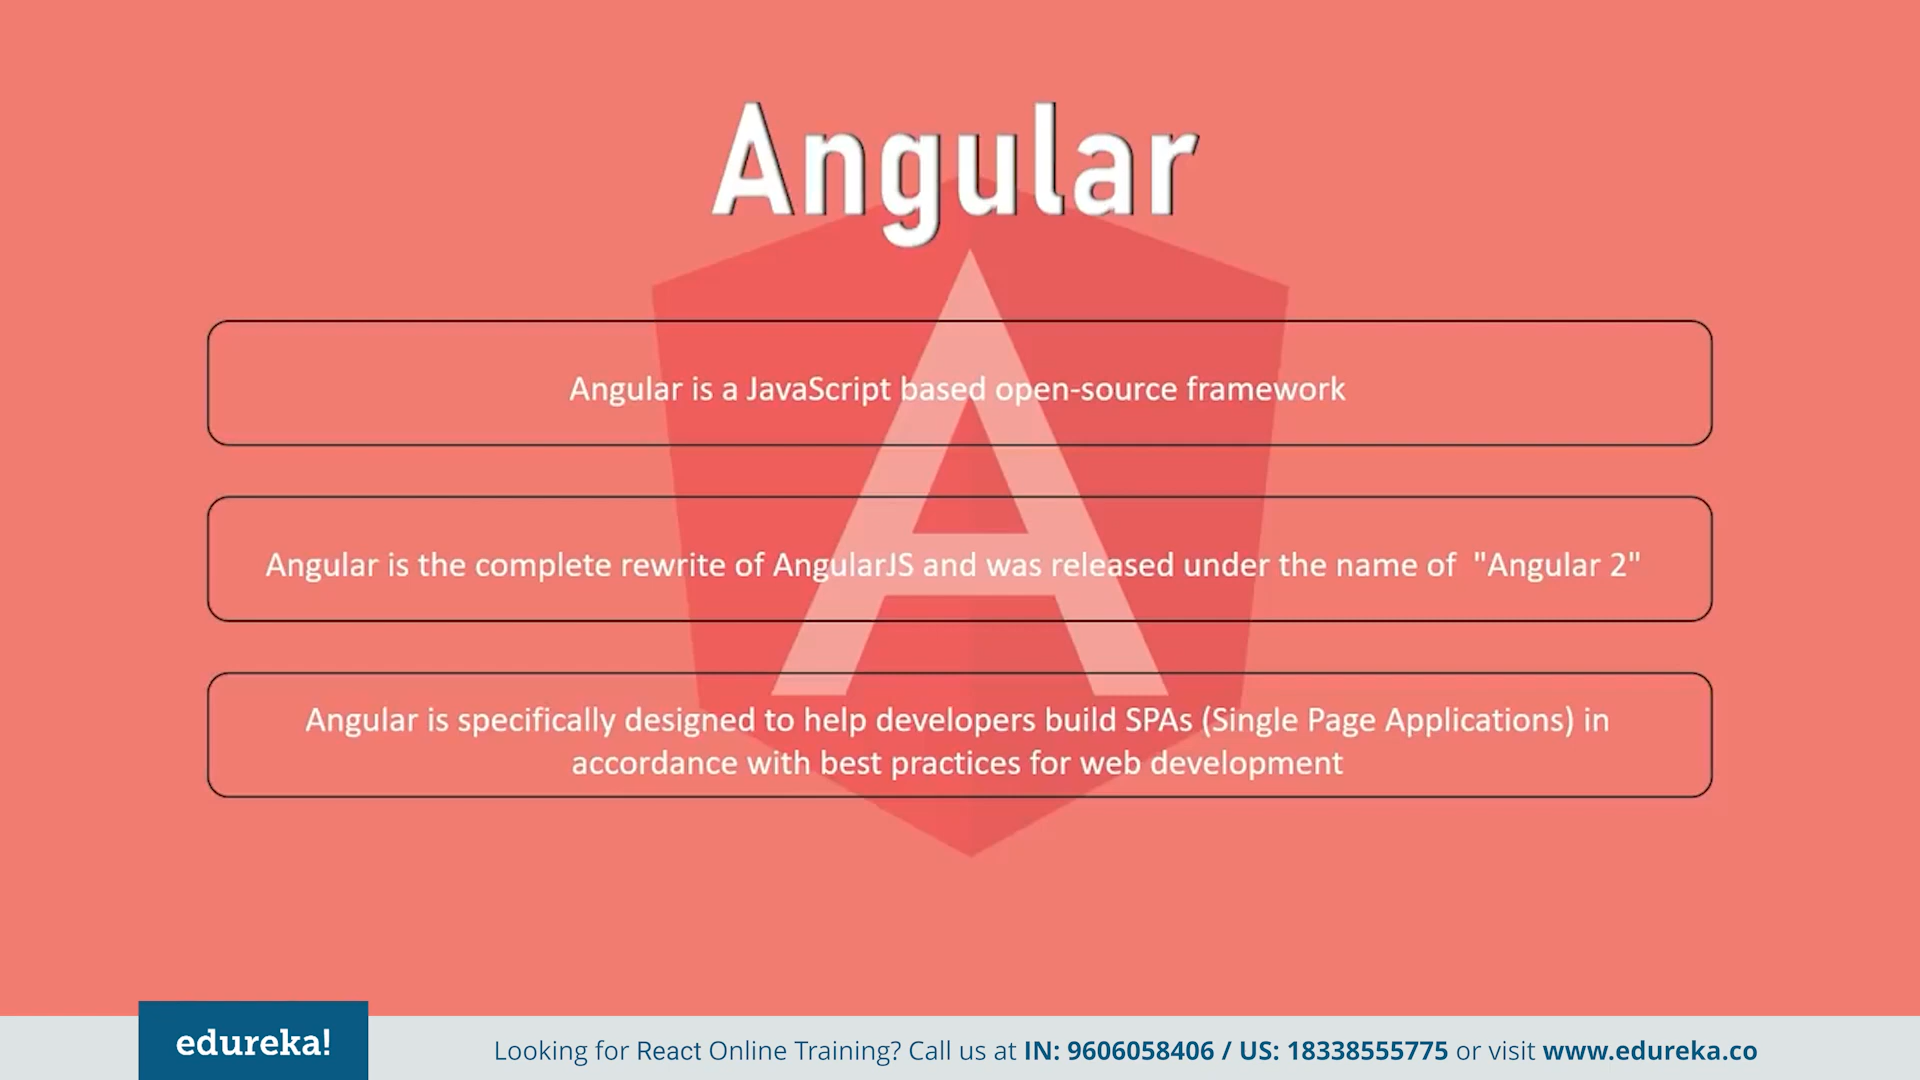 Angular
Angular is a JavaScript based open-source framework
Angular is the complete rewrite of AngularJS and was released under the name of "Angular 2"
Angular is specifically designed to help developers build SPAs (Single Page Applications) in
accordance with best practices for web development
edureka!
Looking for React Online Training? Call us at IN: 9606058406 / US: 18338555775 or visit www.edureka.co